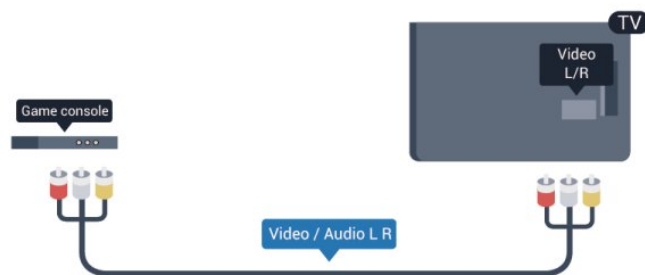 TV
Video
L/R
Game console
Video / Audio L R